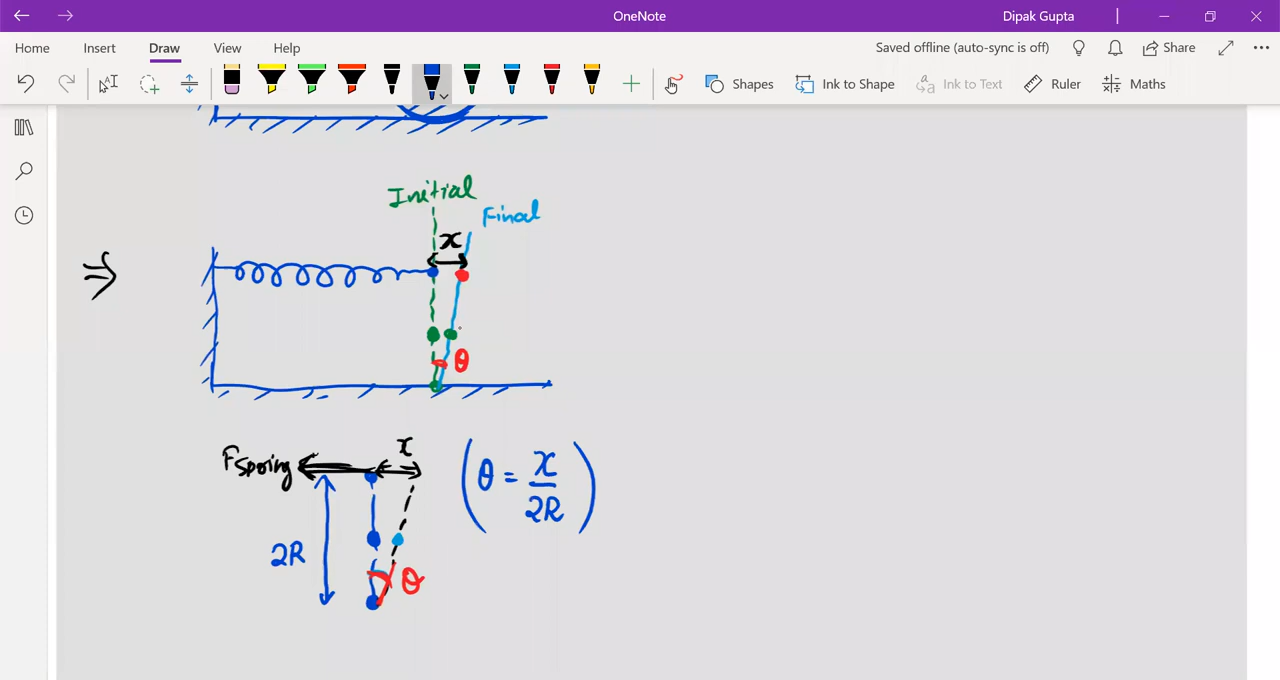 OneNote
Dipak Gupta
Home
Insert
Draw
View
Help
Saved offline (auto-sync is off)
Share
Shapes
Ink to Shape
Ink to Text
Ruler
Maths
Initial
Final
x
⇒
θ
Fspring
x
(θ = x/2R)
2R
θ